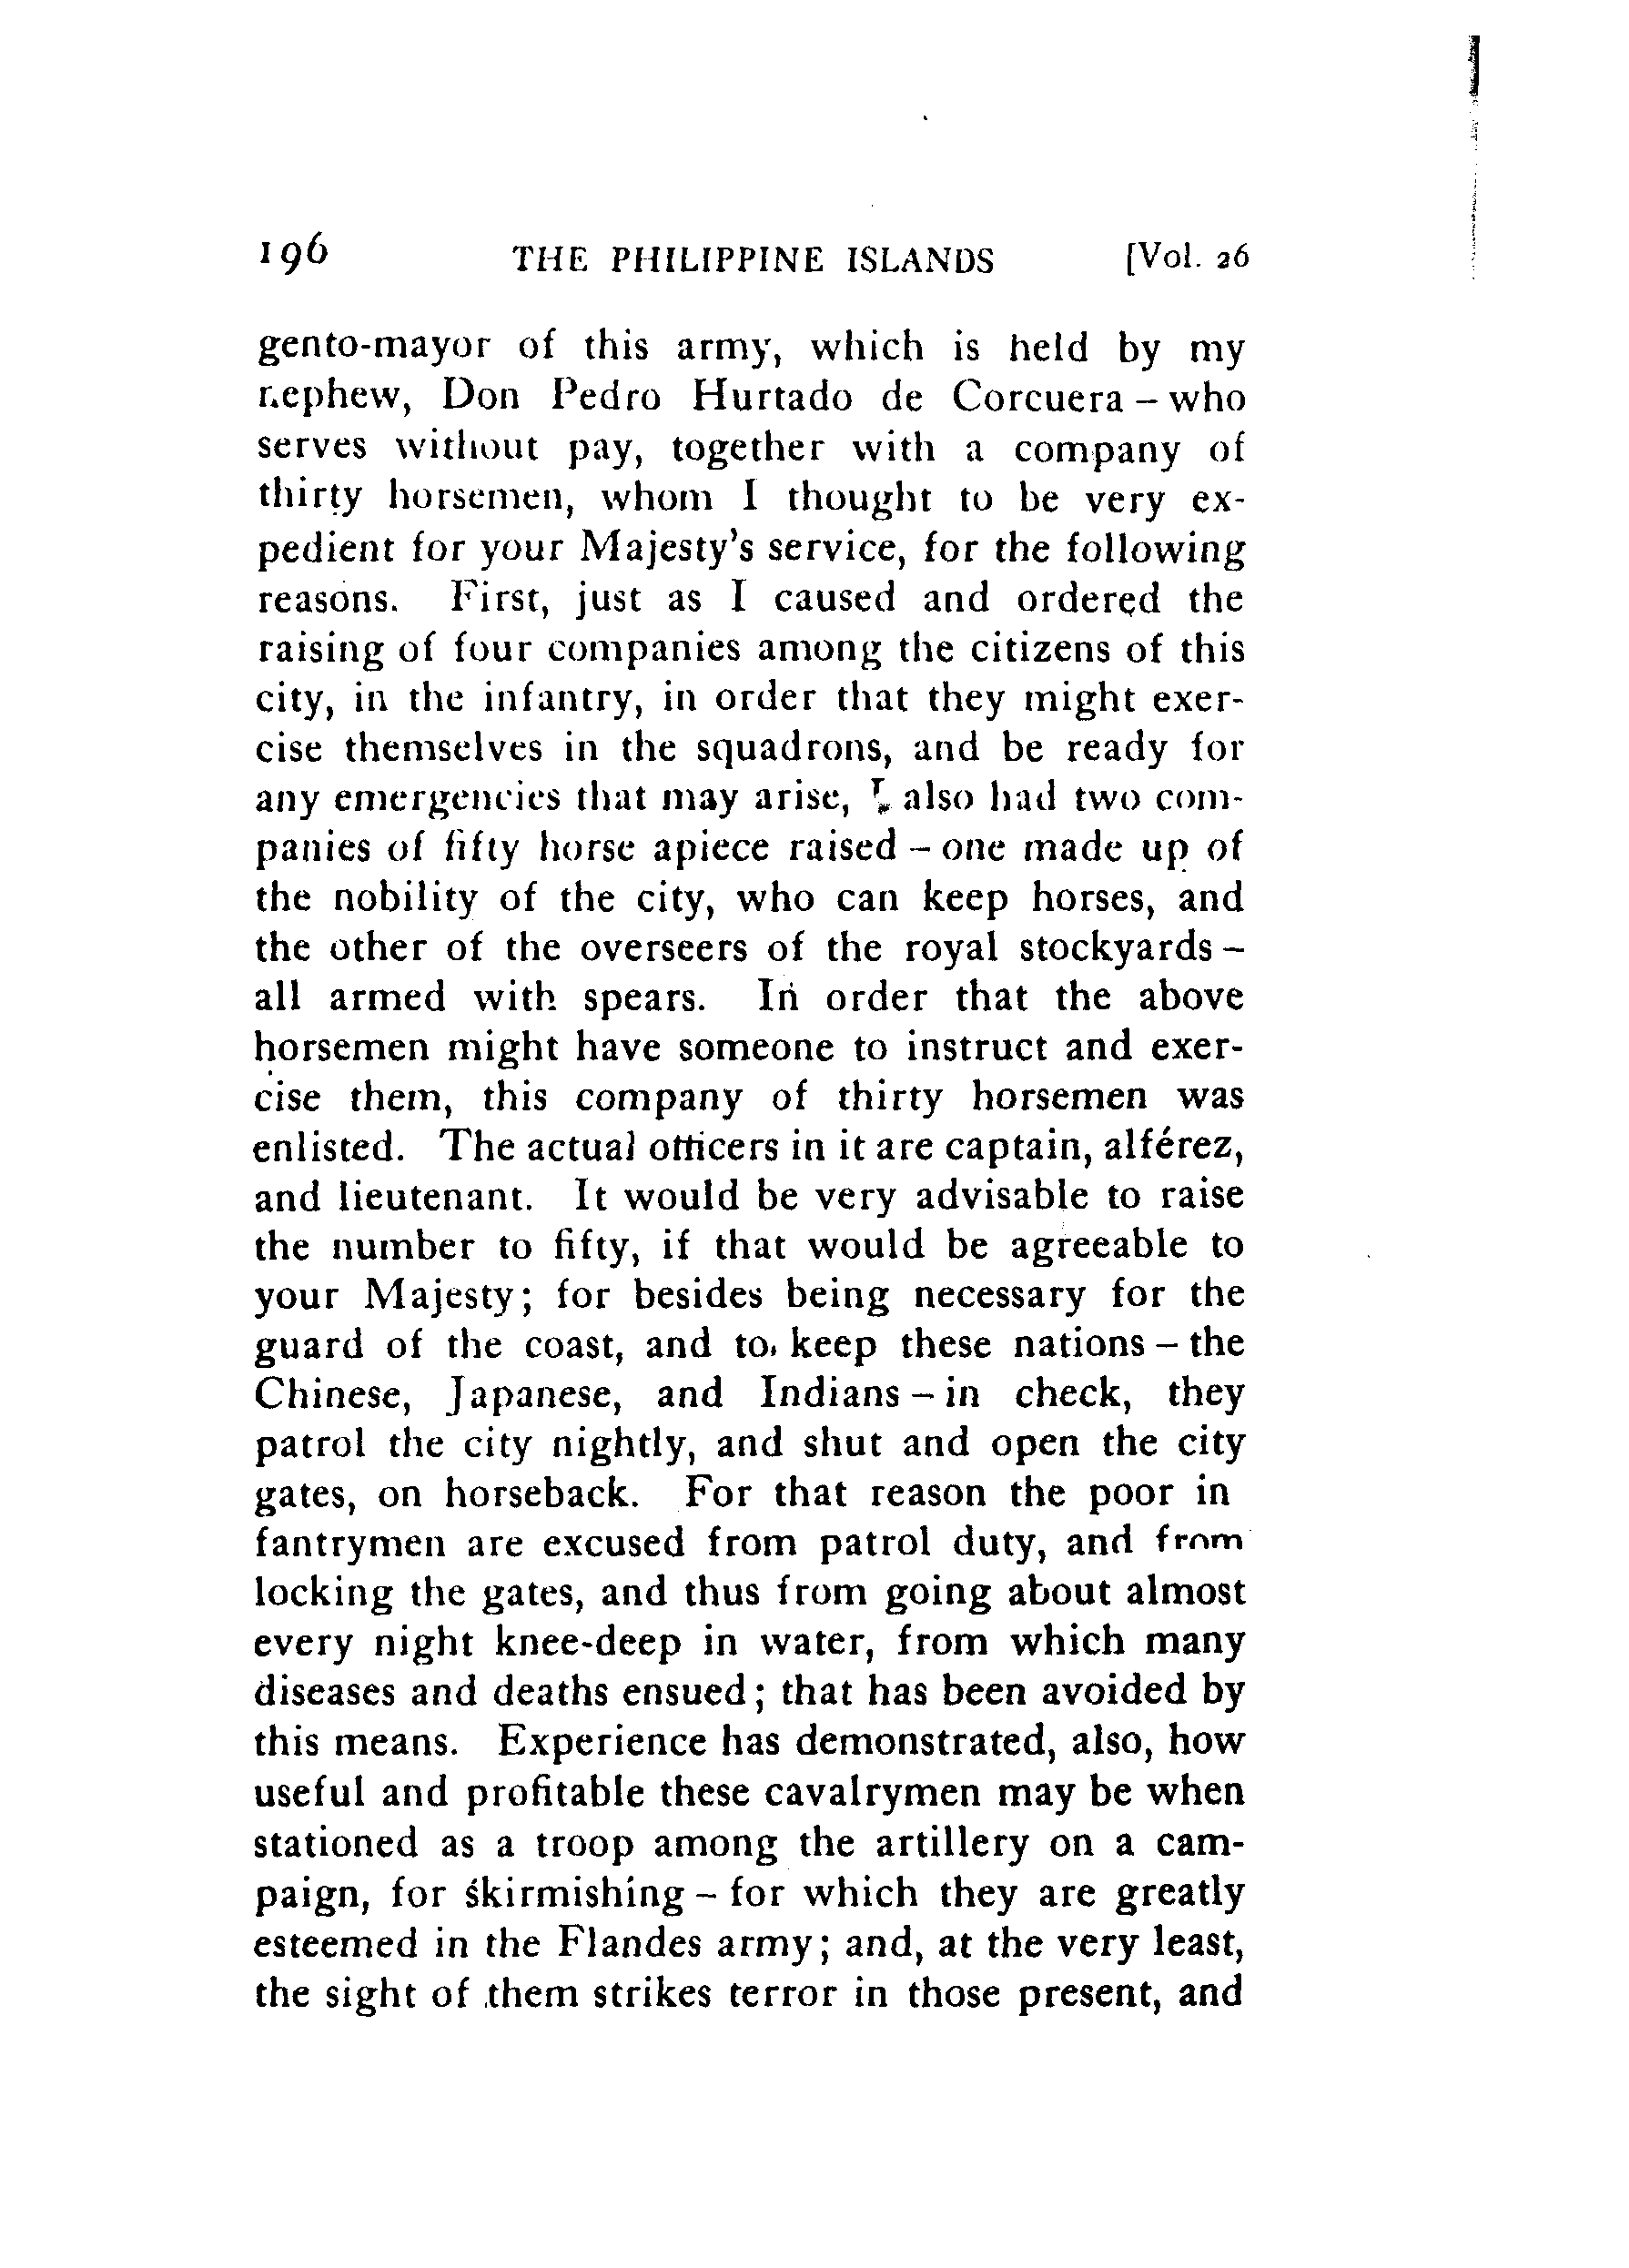 196 THE PHILIPPINE ISLANDS [Vol. 26
gento-mayor of this army, which is held by my
nephew, Don Pedro Hurtado de Corcuera – who
serves without pay, together with a company of
thirty horsemen, whom I thought to be very ex-
pedient for your Majesty's service, for the following
reasons. First, just as I caused and ordered the
raising of four companies among the citizens of this
city, in the infantry, in order that they might exer-
cise themselves in the squadrons, and be ready for
any emergencies that may arise, I also had two com-
panies of fifty horse apiece raised – one made up of
the nobility of the city, who can keep horses, and
the other of the overseers of the royal stockyards –
all armed with spears. In order that the above
horsemen might have someone to instruct and exer-
cise them, this company of thirty horsemen was
enlisted. The actual officers in it are captain, alférez,
and lieutenant. It would be very advisable to raise
the number to fifty, if that would be agreeable to
your Majesty; for besides being necessary for the
guard of the coast, and to keep these nations – the
Chinese, Japanese, and Indians – in check, they
patrol the city nightly, and shut and open the city
gates, on horseback. For that reason the poor in
fantrymen are excused from patrol duty, and from
locking the gates, and thus from going about almost
every night knee-deep in water, from which many
diseases and deaths ensued; that has been avoided by
this means. Experience has demonstrated, also, how
useful and profitable these cavalrymen may be when
stationed as a troop among the artillery on a cam-
paign, for skirmishing – for which they are greatly
esteemed in the Flandes army; and, at the very least,
the sight of them strikes terror in those present, and